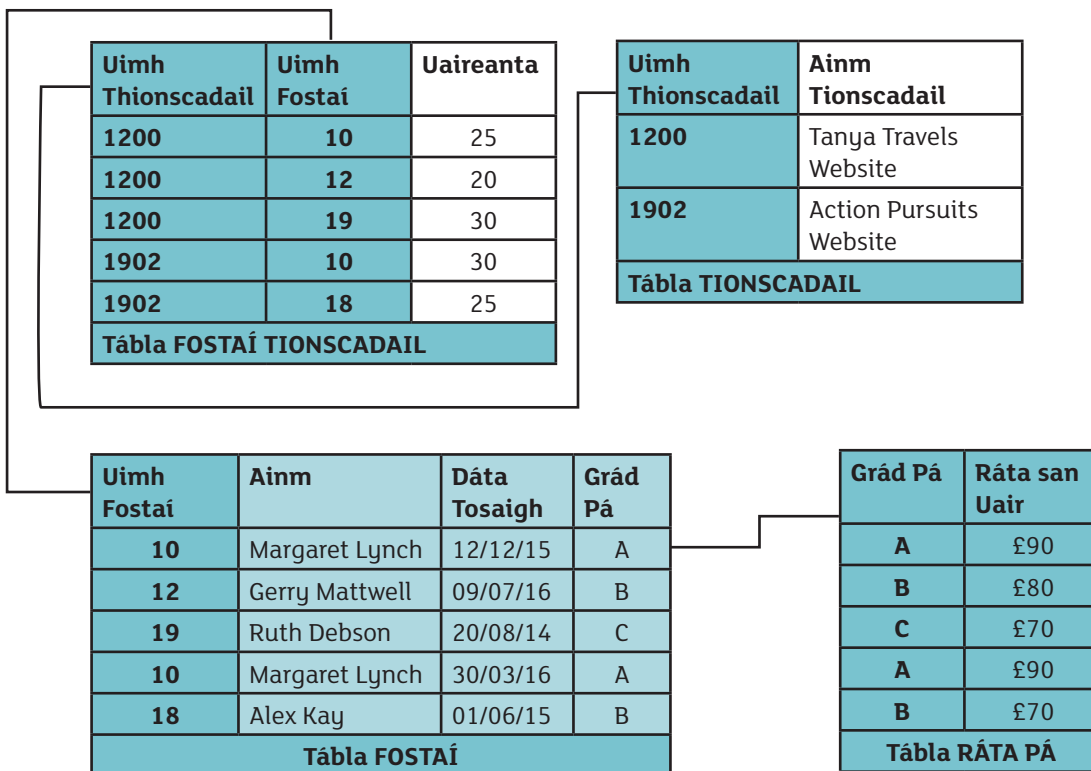 Uimh Thionscadail Uimh Fostaí Uaireanta
1200 10 25
1200 12 20
1200 19 30
1902 10 30
1902 18 25
Tábla FOSTAÍ TIONSCADAIL
Uimh Thionscadail Ainm Tionscadail
1200 Tanya Travels Website
1902 Action Pursuits Website
Tábla TIONSCADAIL
Uimh Fostaí Ainm Dáta Tosaigh Grád Pá
10 Margaret Lynch 12/12/15 A
12 Gerry Mattwell 09/07/16 B
19 Ruth Debson 20/08/14 C
10 Margaret Lynch 30/03/16 A
18 Alex Kay 01/06/15 B
Tábla FOSTAÍ
Grád Pá Ráta san Uair
A £90
B £80
C £70
A £90
B £70
Tábla RÁTA PÁ